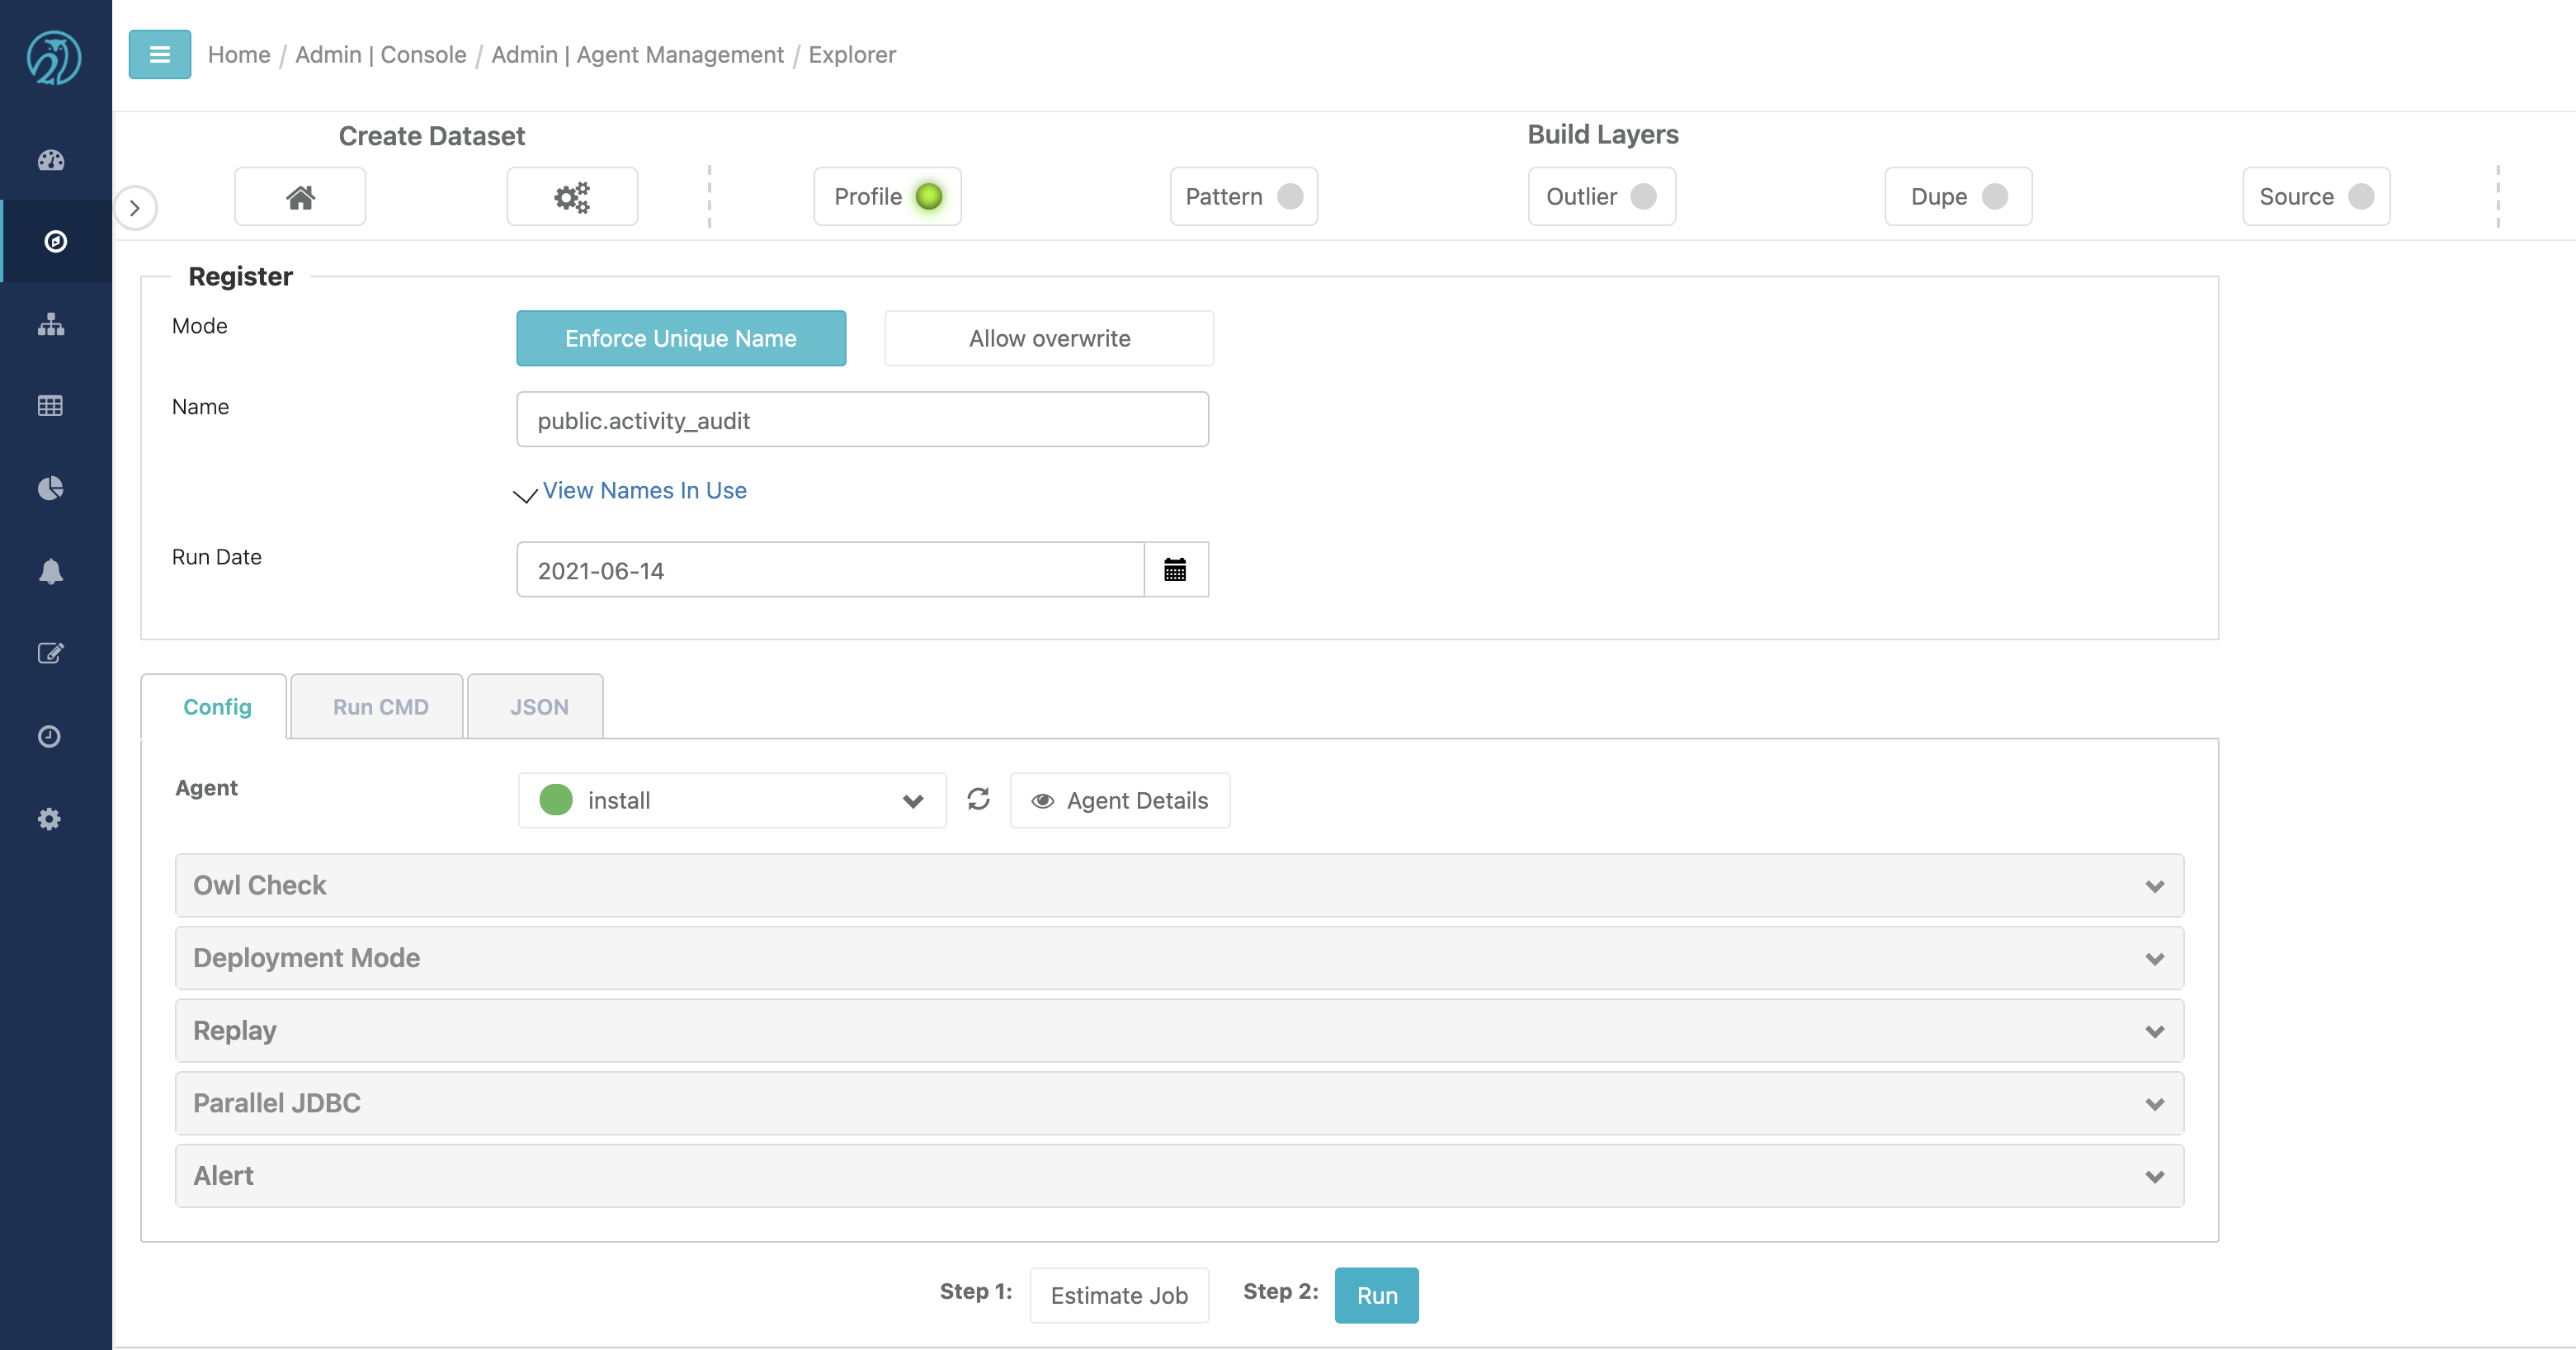 Home / Admin | Console / Admin | Agent Management / Explorer
Create Dataset
Build Layers
Profile
Pattern
Outlier
Dupe
Source
Register
Mode
Enforce Unique Name
Allow overwrite
Name
public.activity_audit
View Names In Use
Run Date
2021-06-14
Config
Run CMD
JSON
Agent
install
Agent Details
Owl Check
Deployment Mode
Replay
Parallel JDBC
Alert
Step 1:
Estimate Job
Step 2:
Run